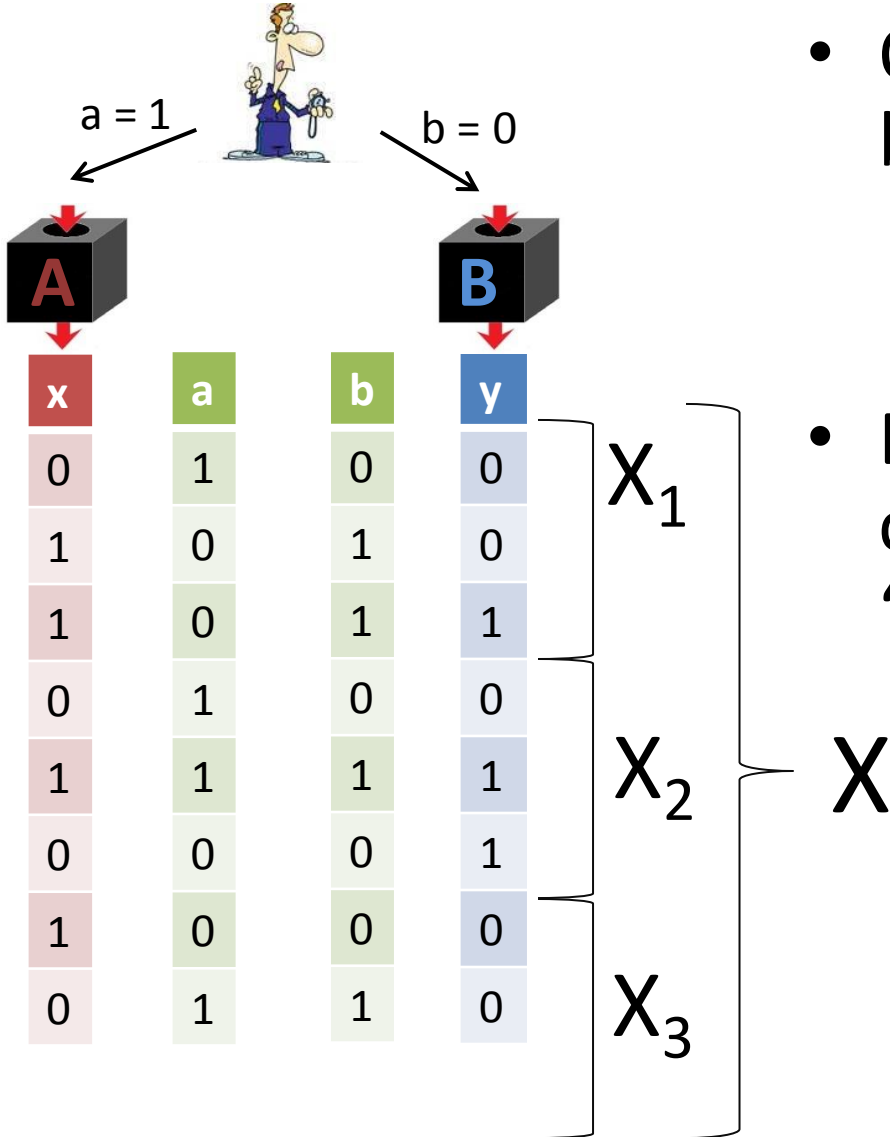 a = 1
b = 0
A
B
x a b y
0 1 0 0
1 0 1 0
1 0 1 1
0 1 0 0
1 1 1 1
0 0 0 1
1 0 0 0
0 1 1 0
X₁
X₂
X₃
X